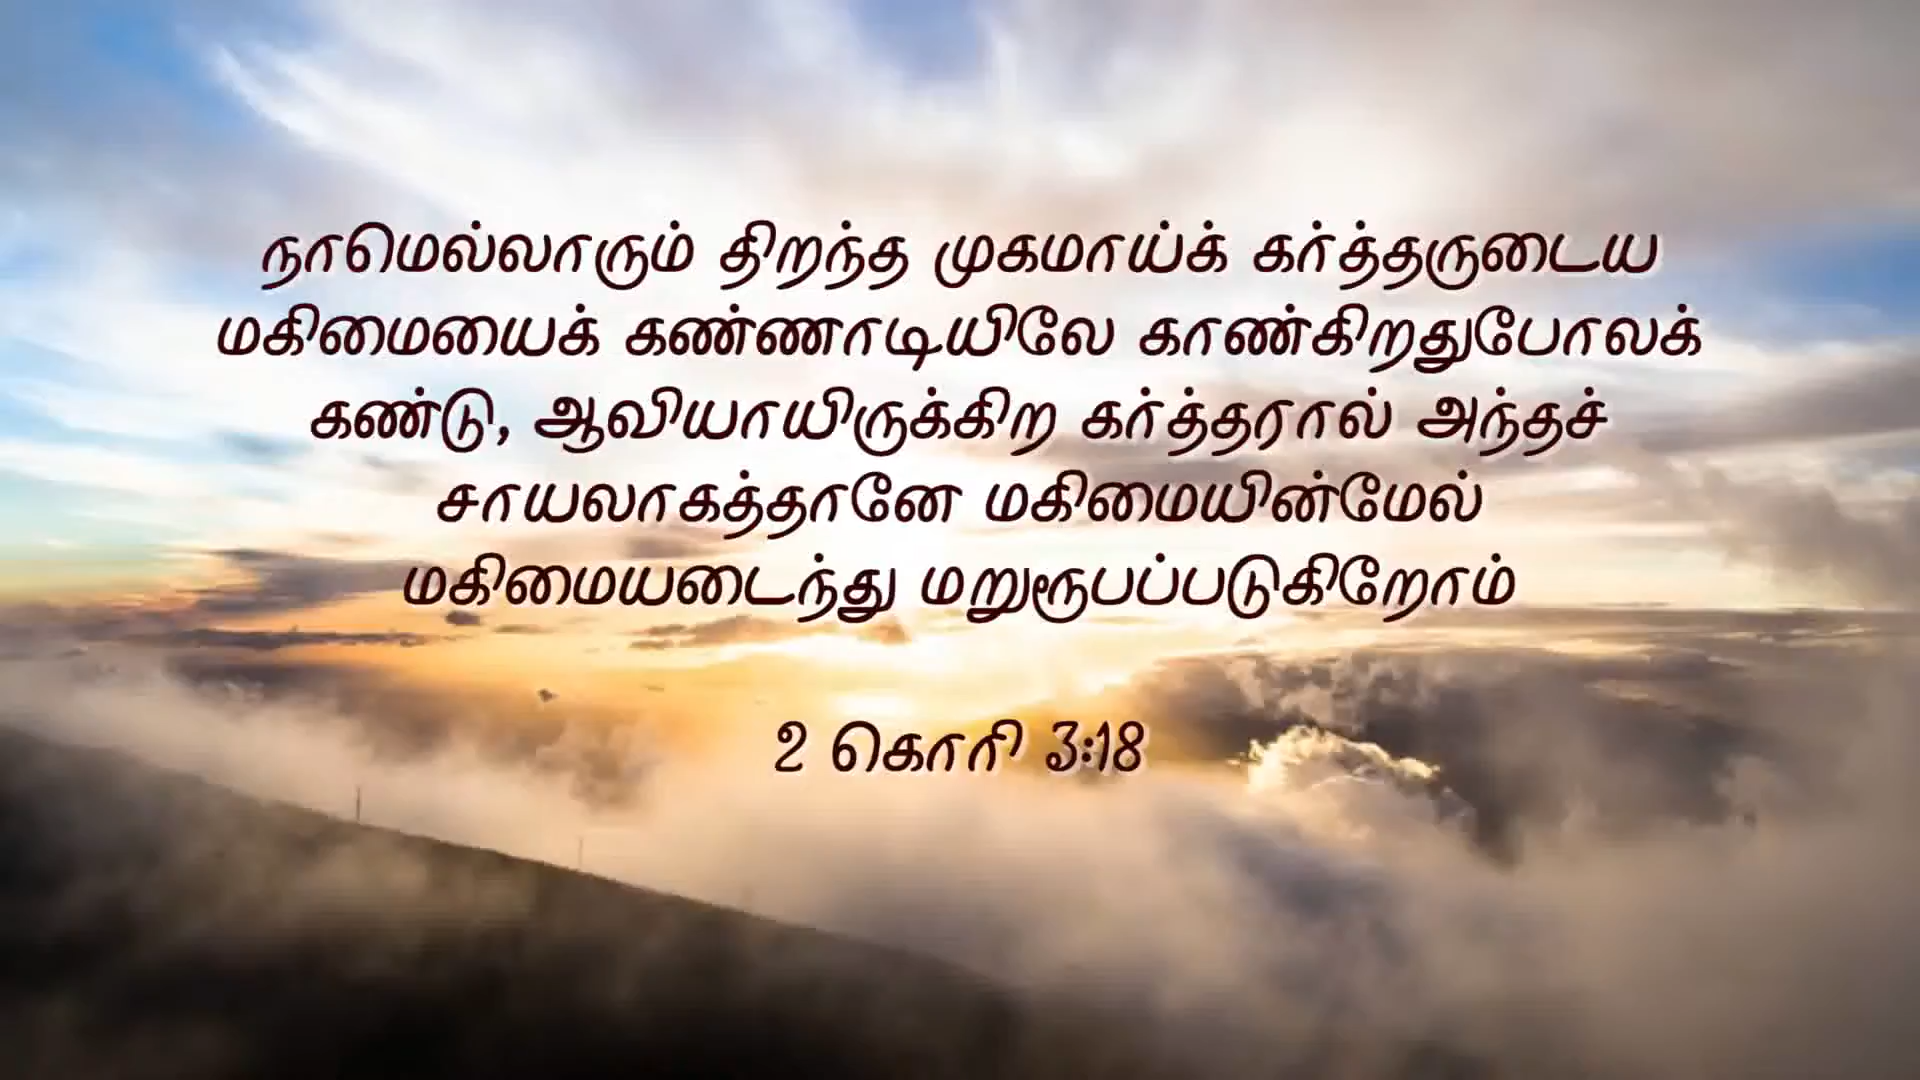 நாமெல்லாரும் திறந்த முகமாய்க் கர்த்தருடைய
மகிமையைக் கண்ணாடியிலே காண்கிறதுபோலக்
கண்டு, ஆவியாயிருக்கிற கர்த்தரால் அந்தச்
சாயலாகத்தானே மகிமையின்மேல்
மகிமையடைந்து மறுரூபப்படுகிறோம்
2 கொரி 3:18